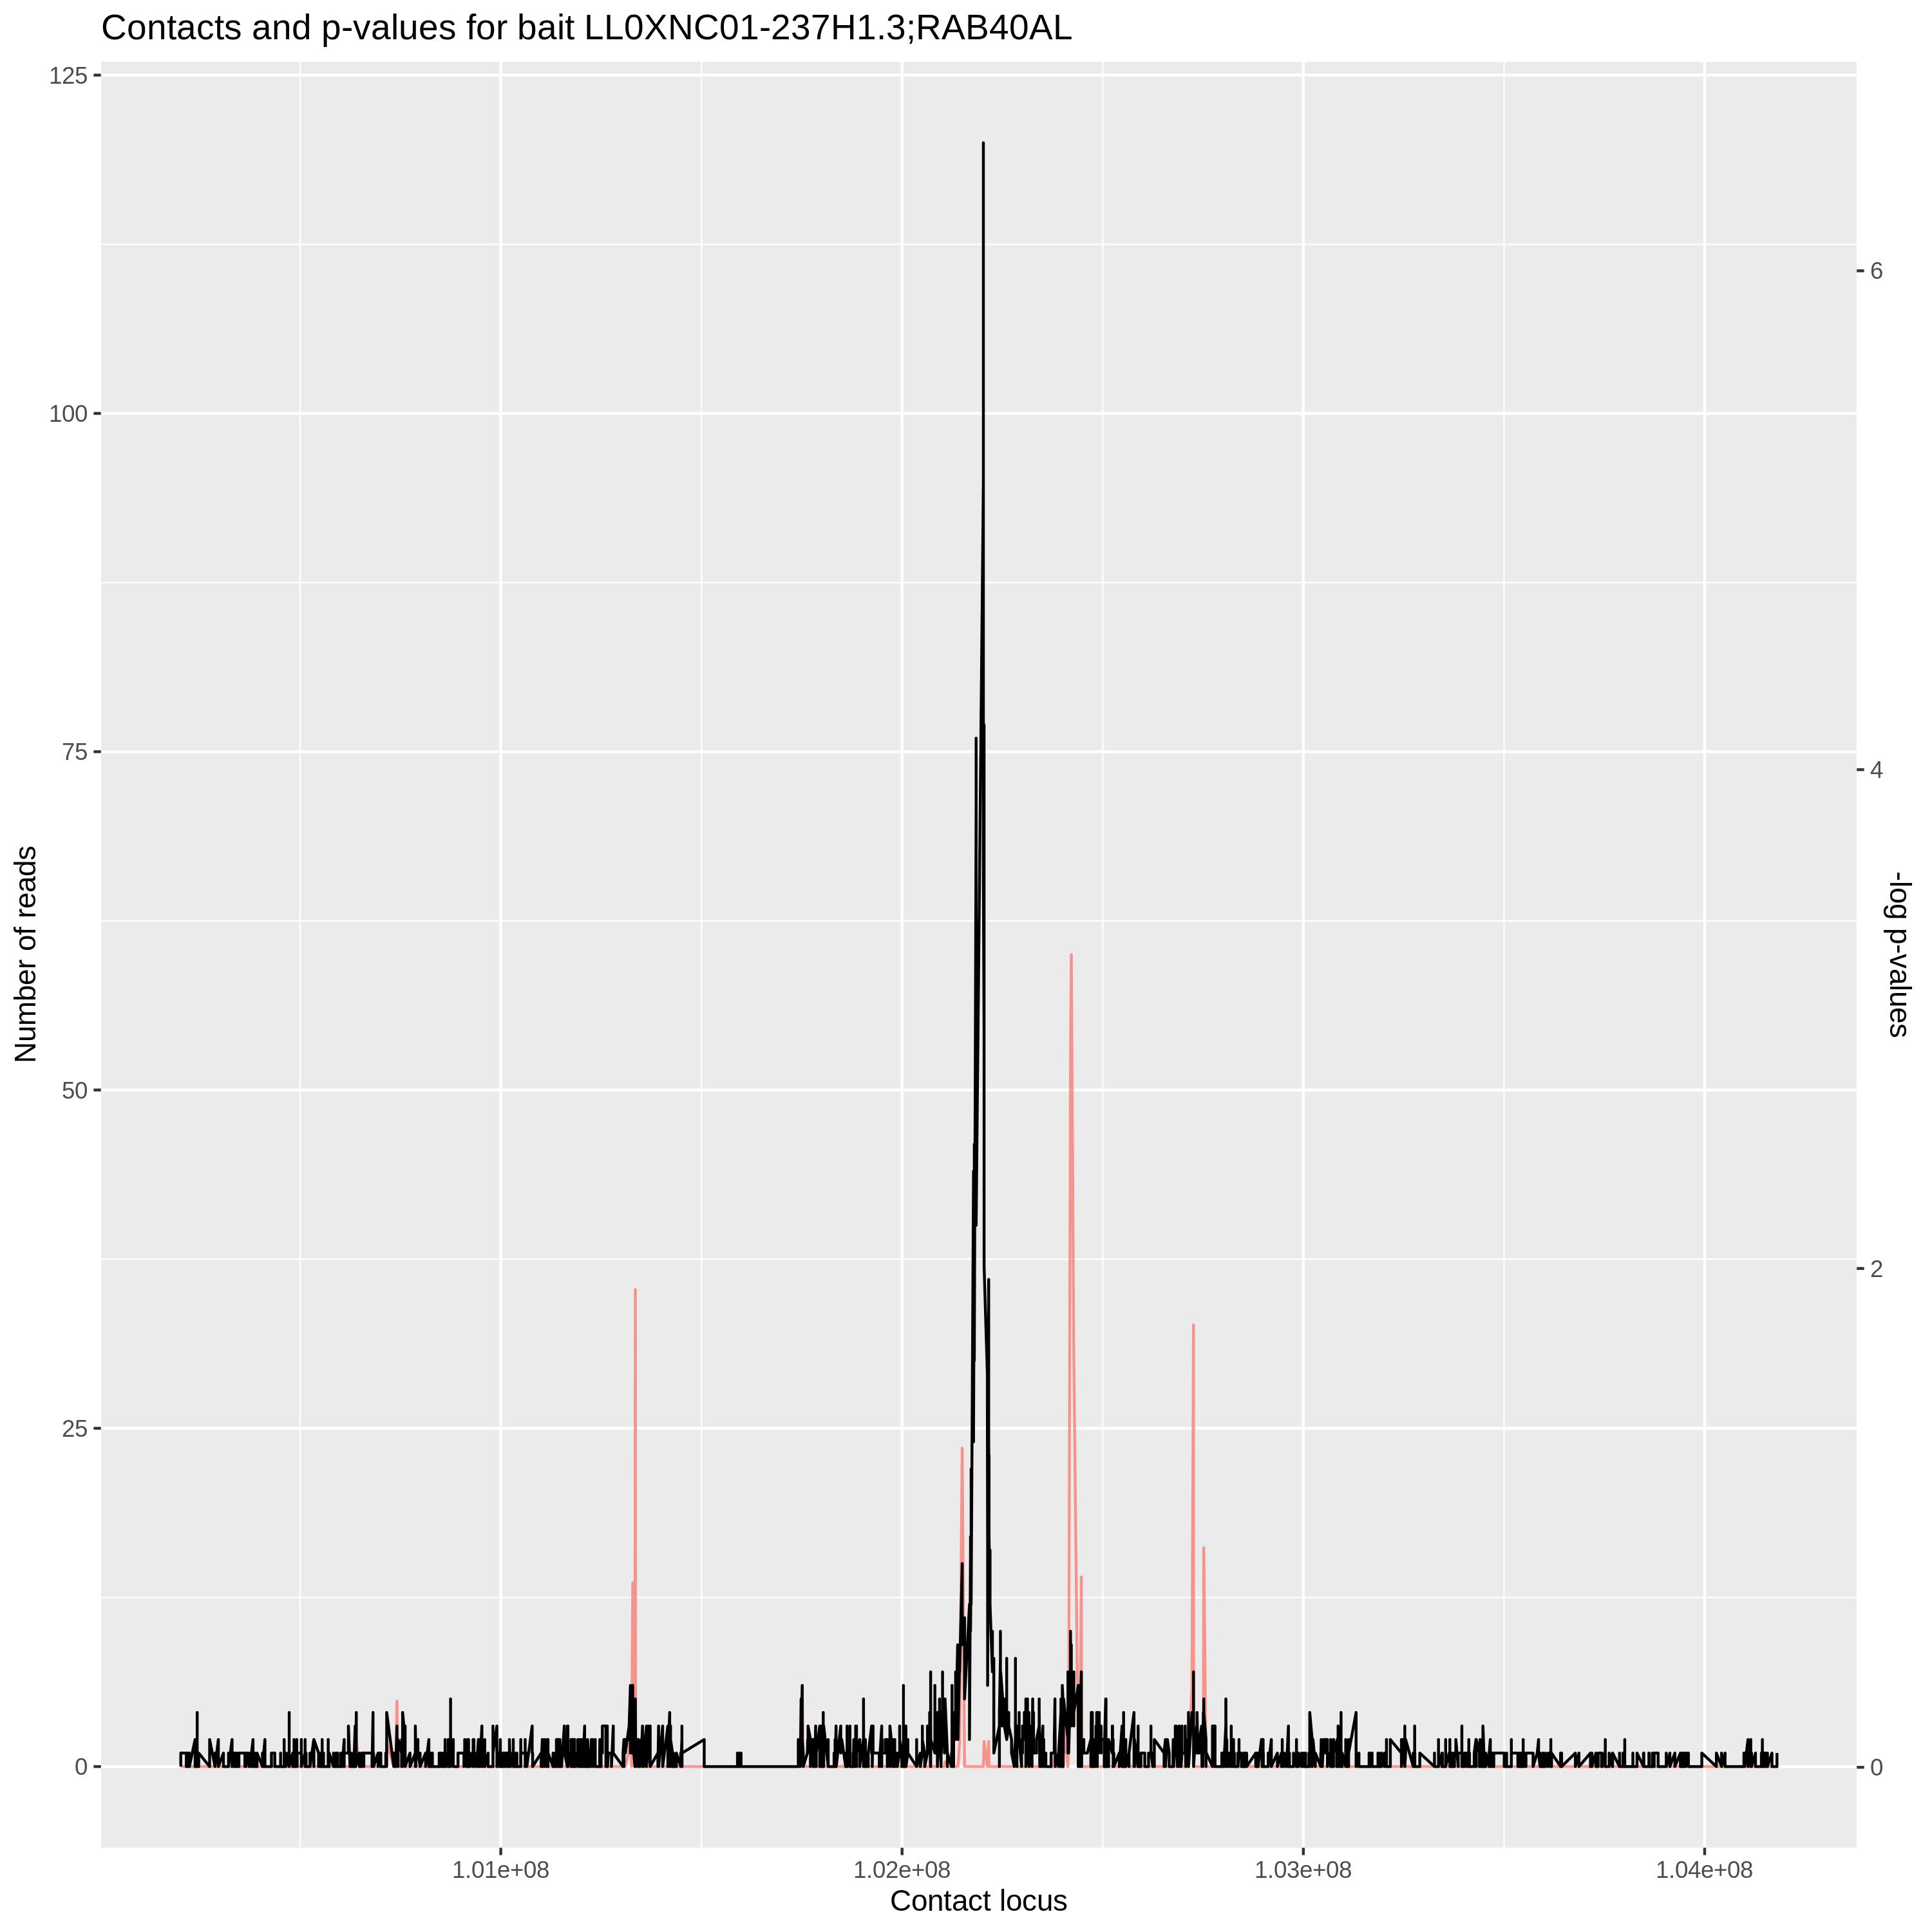 Contacts and p-values for bait LL0XNC01-237H1.3;RAB40AL
125
100
75
50
25
0
Number of reads
6
4
2
0
-log p-values
1.01e+08
1.02e+08
1.03e+08
1.04e+08
Contact locus